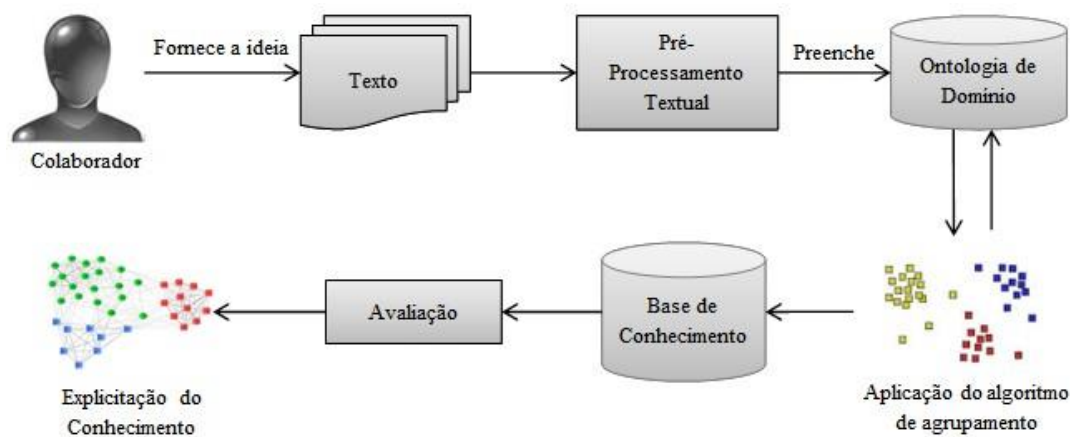 Fornece a ideia
Texto
Pré-
Processamento
Textual
Preenche
Ontologia de
Domínio
Colaborador
Explicitação do
Conhecimento
Avaliação
Base de
Conhecimento
Aplicação do algoritmo
de agrupamento